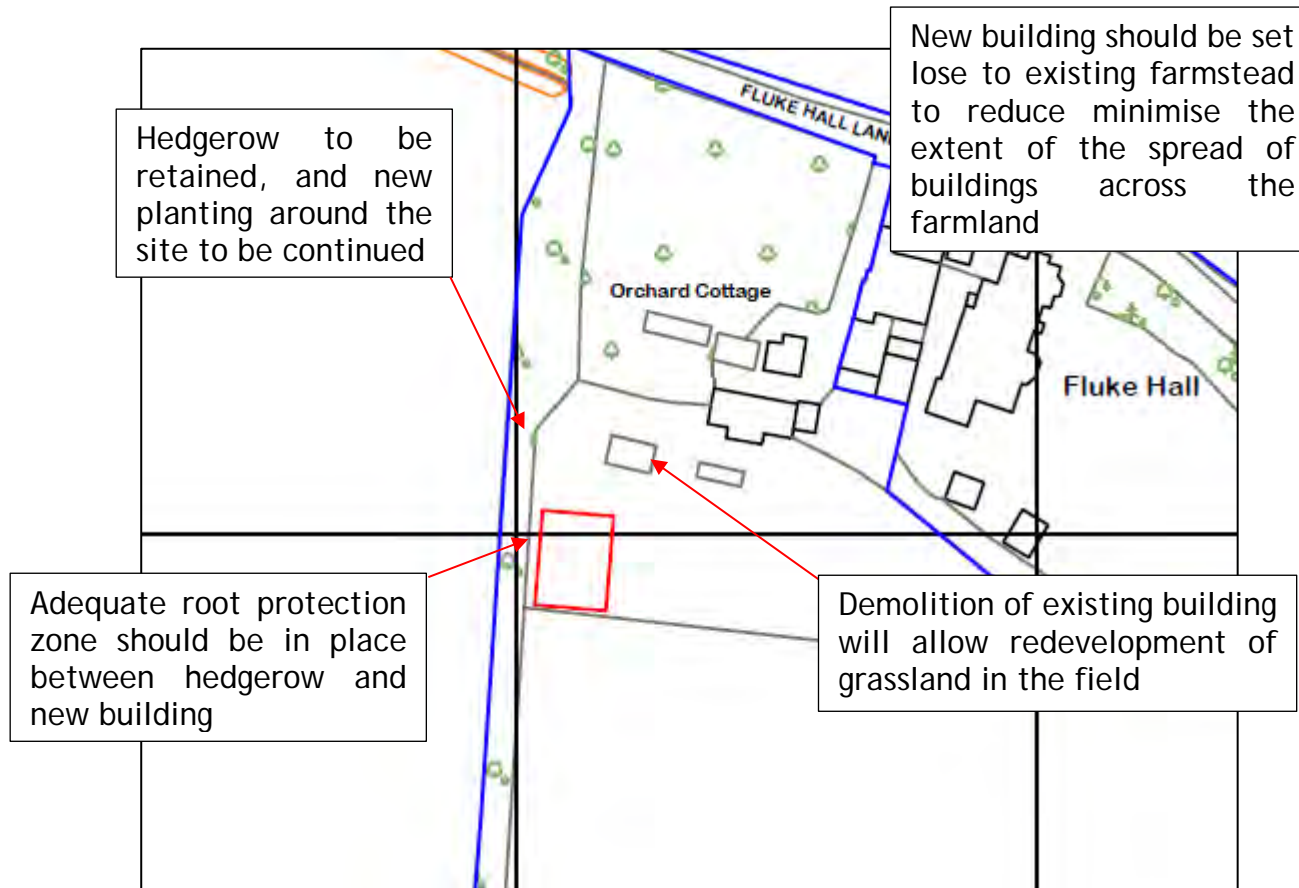 New building should be set
lose to existing farmstead
to reduce minimise the
extent of the spread of
buildings across the
farmland
FLUKE HALL LAN
Hedgerow to be
retained, and new
planting around the
site to be continued
Orchard Cottage
Fluke Hall
Adequate root protection
zone should be in place
between hedgerow and
new building
Demolition of existing building
will allow redevelopment of
grassland in the field